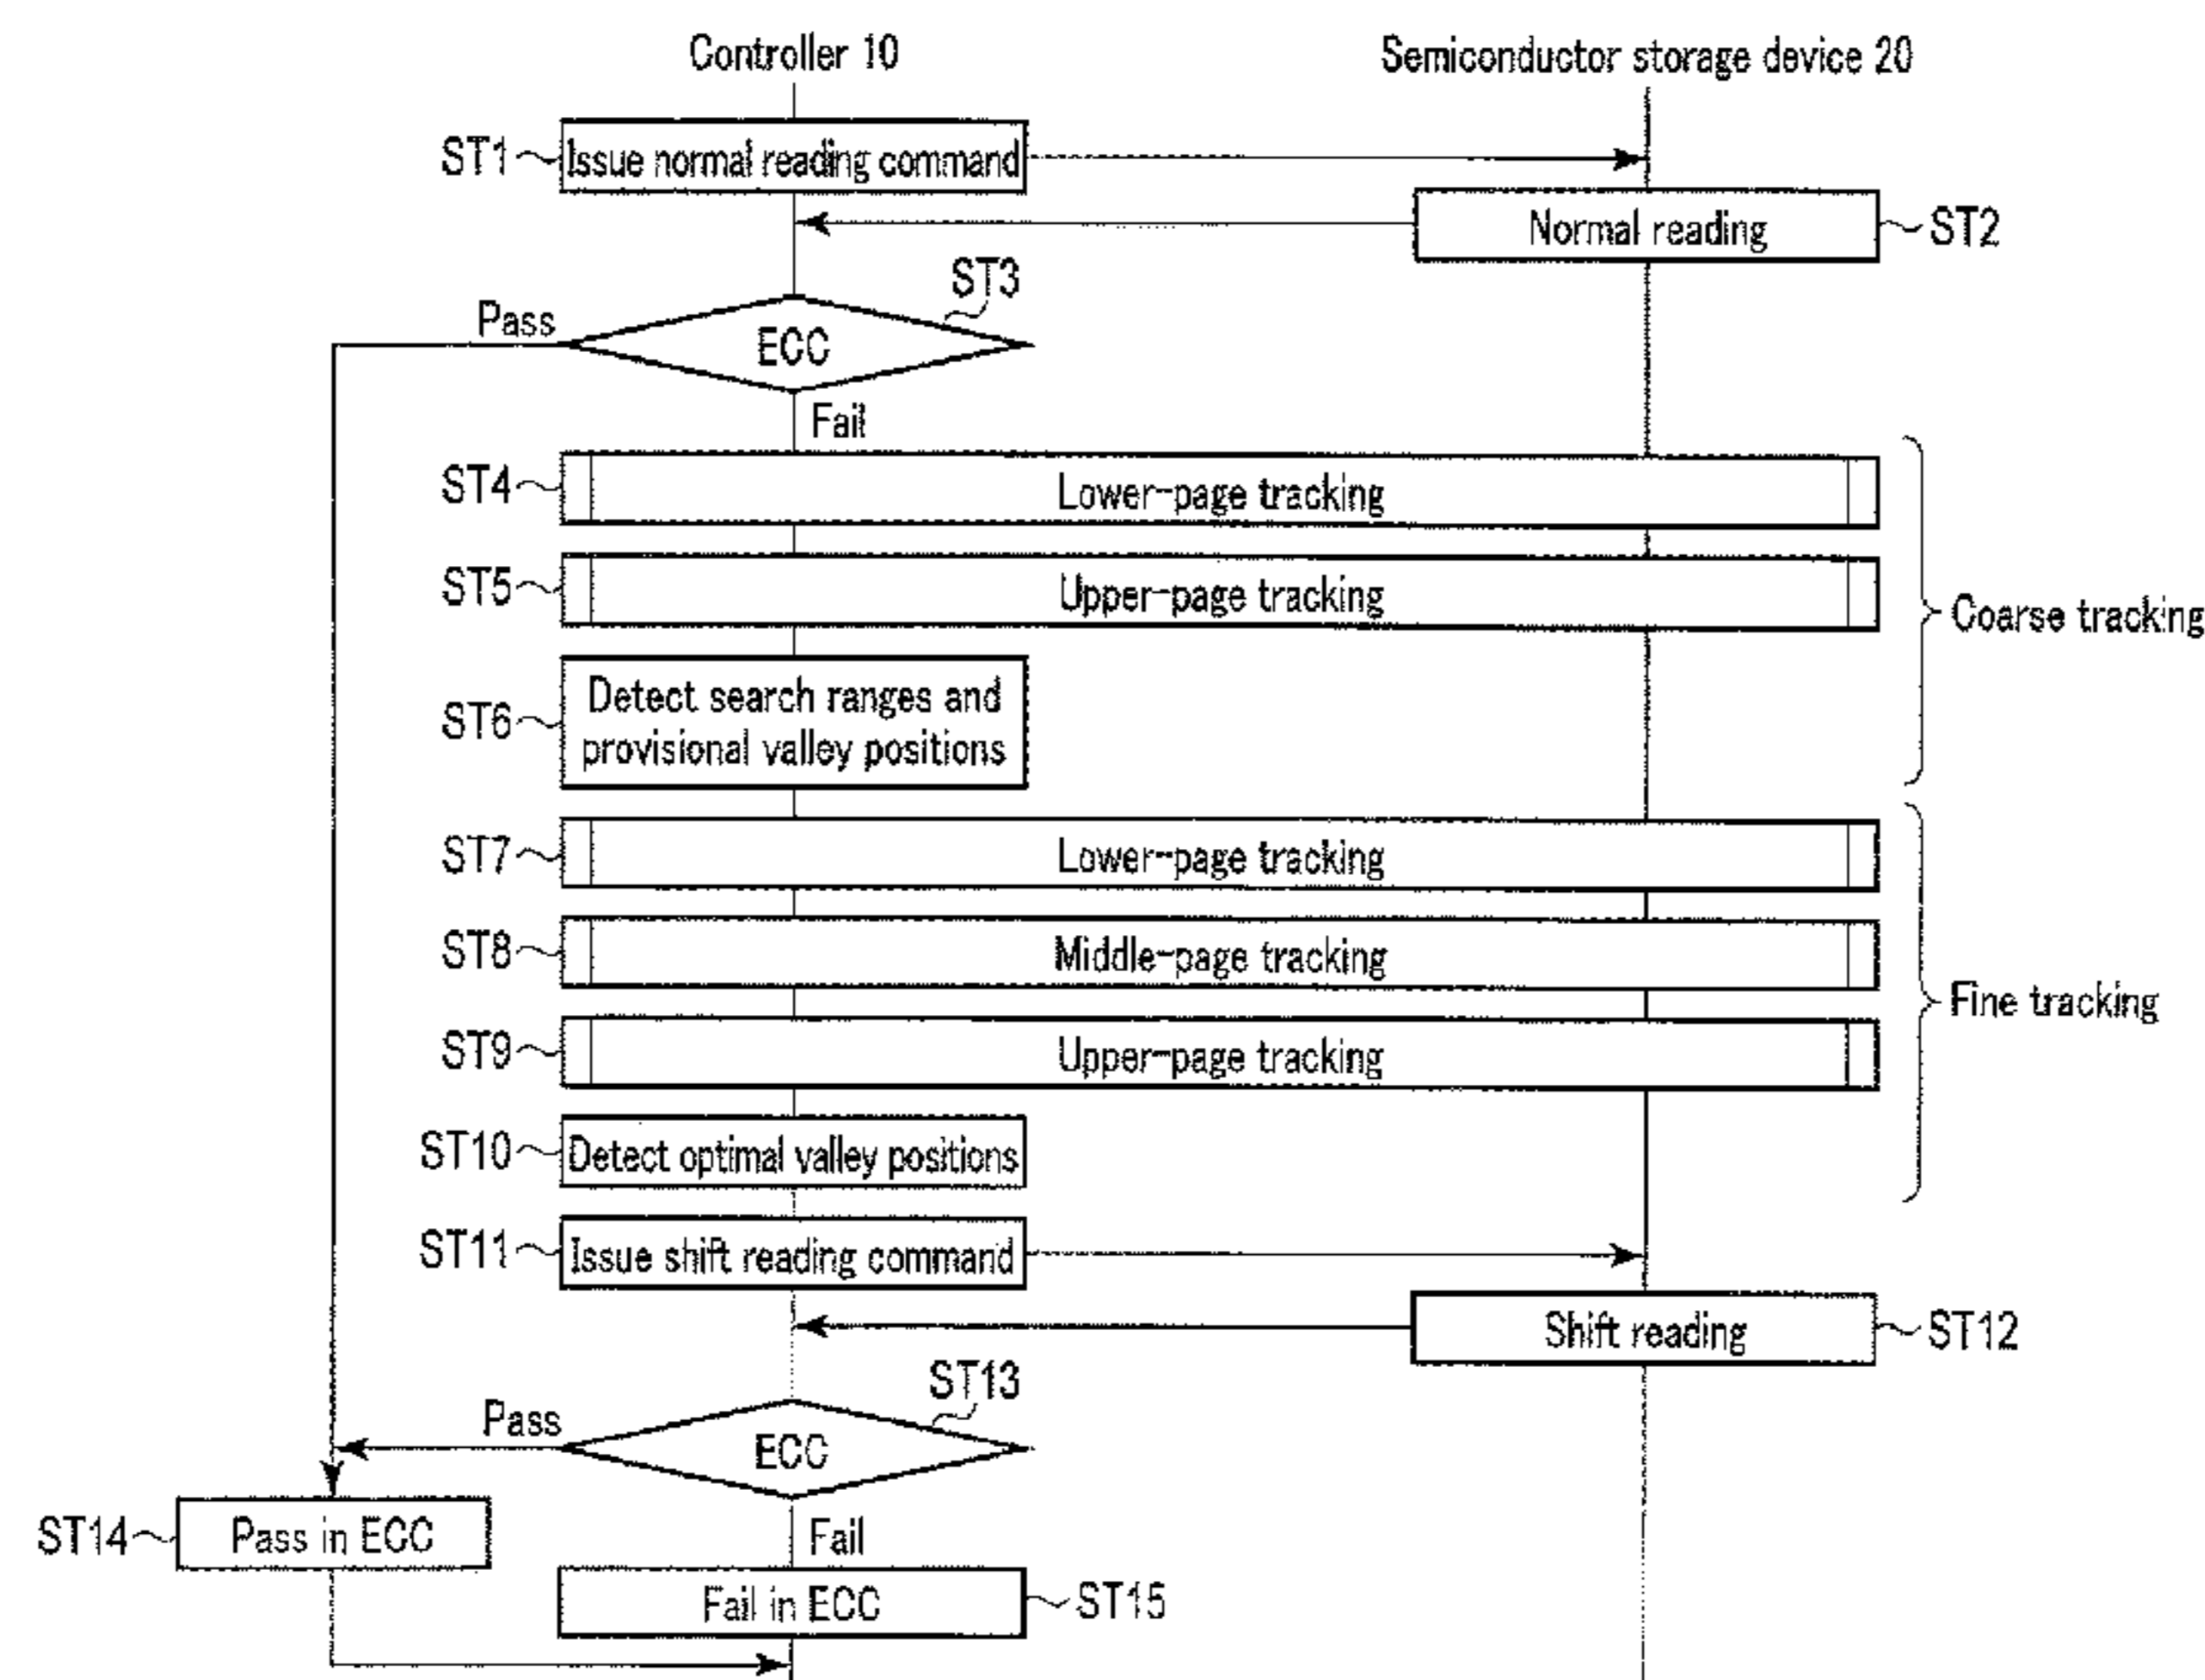 Controller 10
Semiconductor storage device 20
ST1
Issue normal reading command
Normal reading
ST2
ST3
Pass
ECC
Fail
ST4
Lower-page tracking
ST5
Upper-page tracking
Coarse tracking
ST6
Detect search ranges and
provisional valley positions
ST7
Lower-page tracking
ST8
Middle-page tracking
Fine tracking
ST9
Upper-page tracking
ST10
Detect optimal valley positions
ST11
Issue shift reading command
Shift reading
ST12
ST13
Pass
ECC
ST14
Pass in ECC
Fail
Fail in ECC
ST15